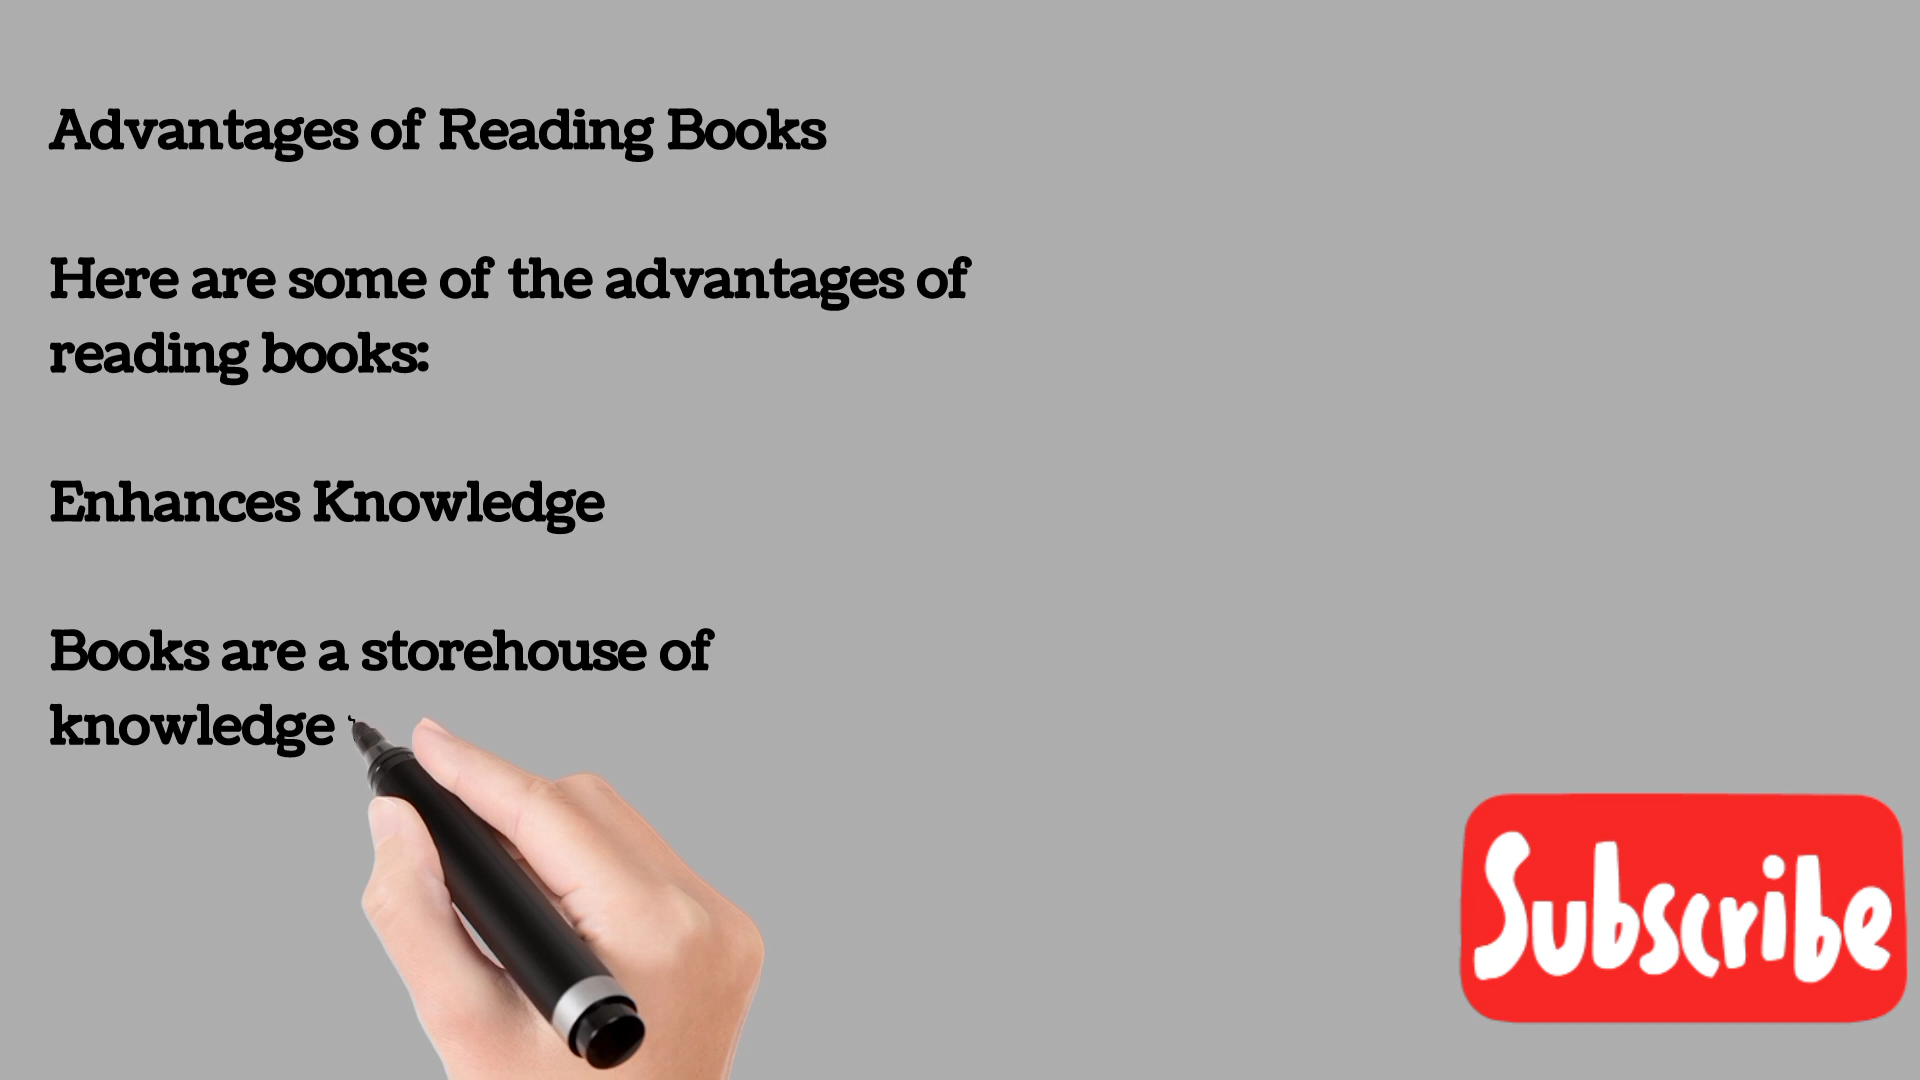 Advantages of Reading Books
Here are some of the advantages of
reading books:
Enhances Knowledge
Books are a storehouse of
knowledge
Subscribe